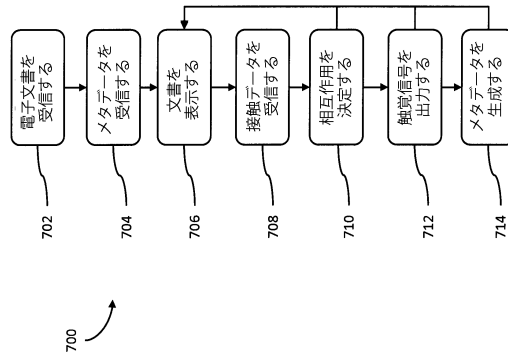 700
702
電子文書を
受信する
704
メタデータを
受信する
706
文書を
表示する
708
接触データを
受信する
710
相互作用を
決定する
712
触覚信号を
出力する
714
メタデータを
生成する